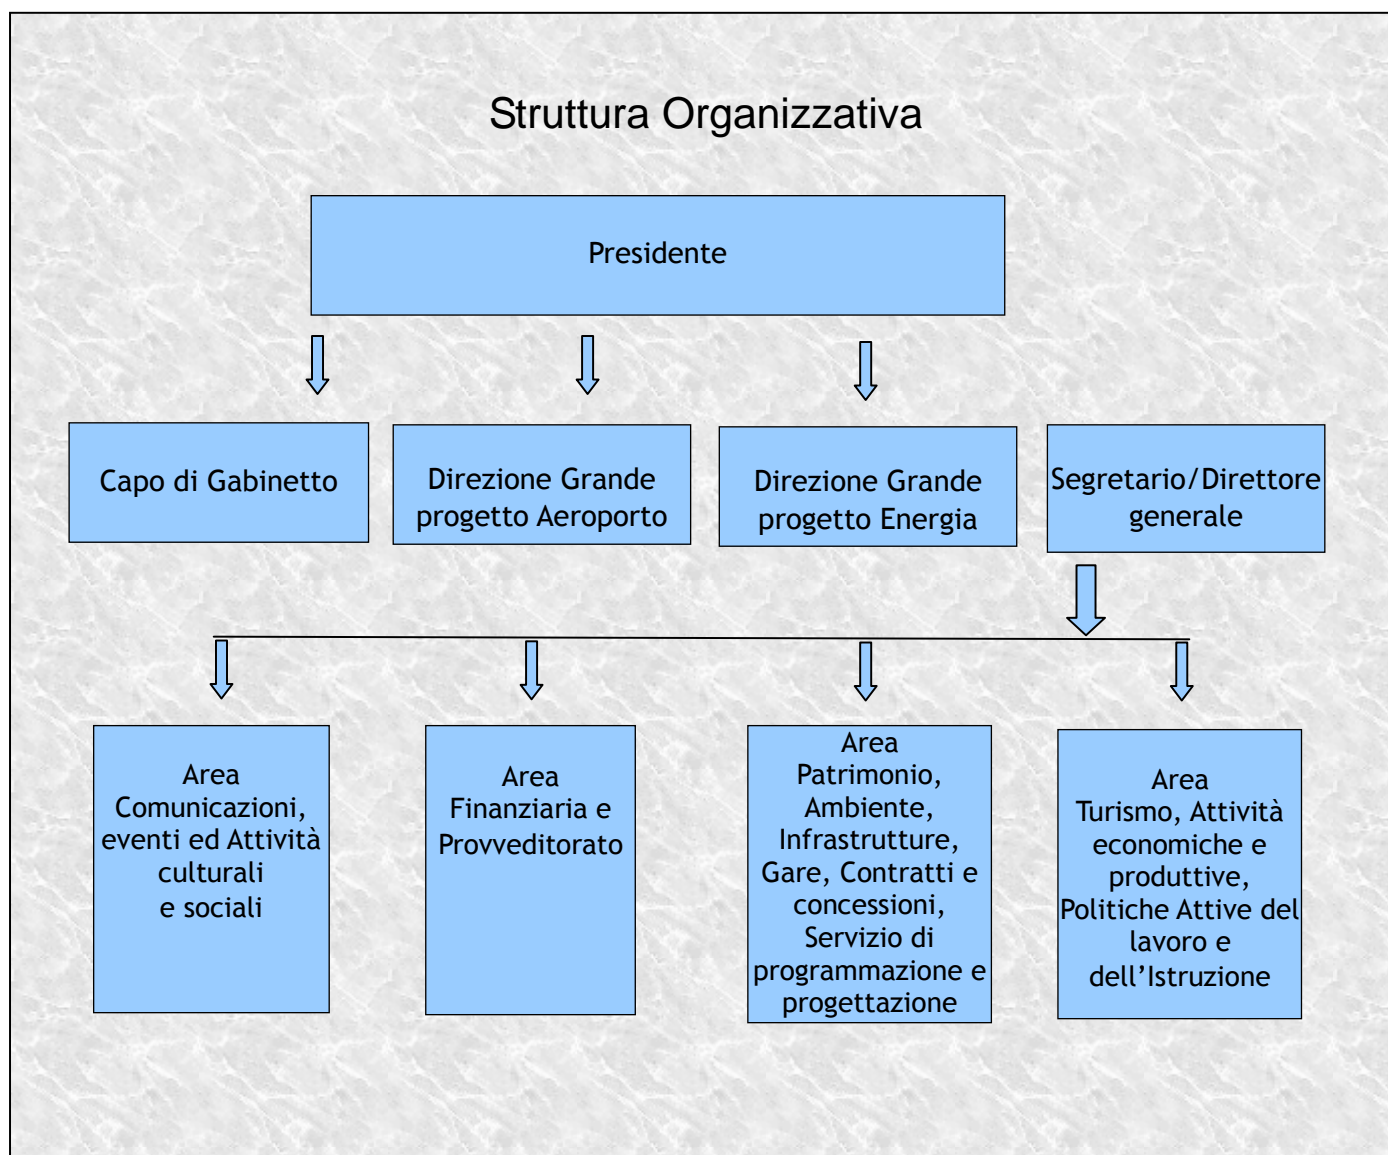 Struttura Organizzativa
Presidente
Capo di Gabinetto
Direzione Grande
progetto Aeroporto
Direzione Grande
progetto Energia
Segretario/Direttore
generale
Area
Comunicazioni,
eventi ed Attività
culturali
e sociali
Area
Finanziaria e
Provveditorato
Area
Patrimonio,
Ambiente,
Infrastrutture,
Gare, Contratti e
concessioni,
Servizio di
programmazione e
progettazione
Area
Turismo, Attività
economiche e
produttive,
Politiche Attive del
lavoro e
dell’Istruzione